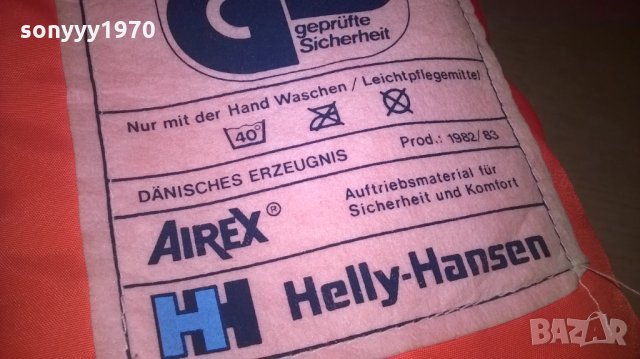 sonyyy1970
geprüfte
Sicherheit
Nur mit der Hand Waschen / Leichtpflegemittel
40°
DÄNISCHES ERZEUGNIS Prod.: 1982/83
AIREX® Auftriebsmaterial für
Sicherheit und Komfort
HH Helly-Hansen
BAZAR